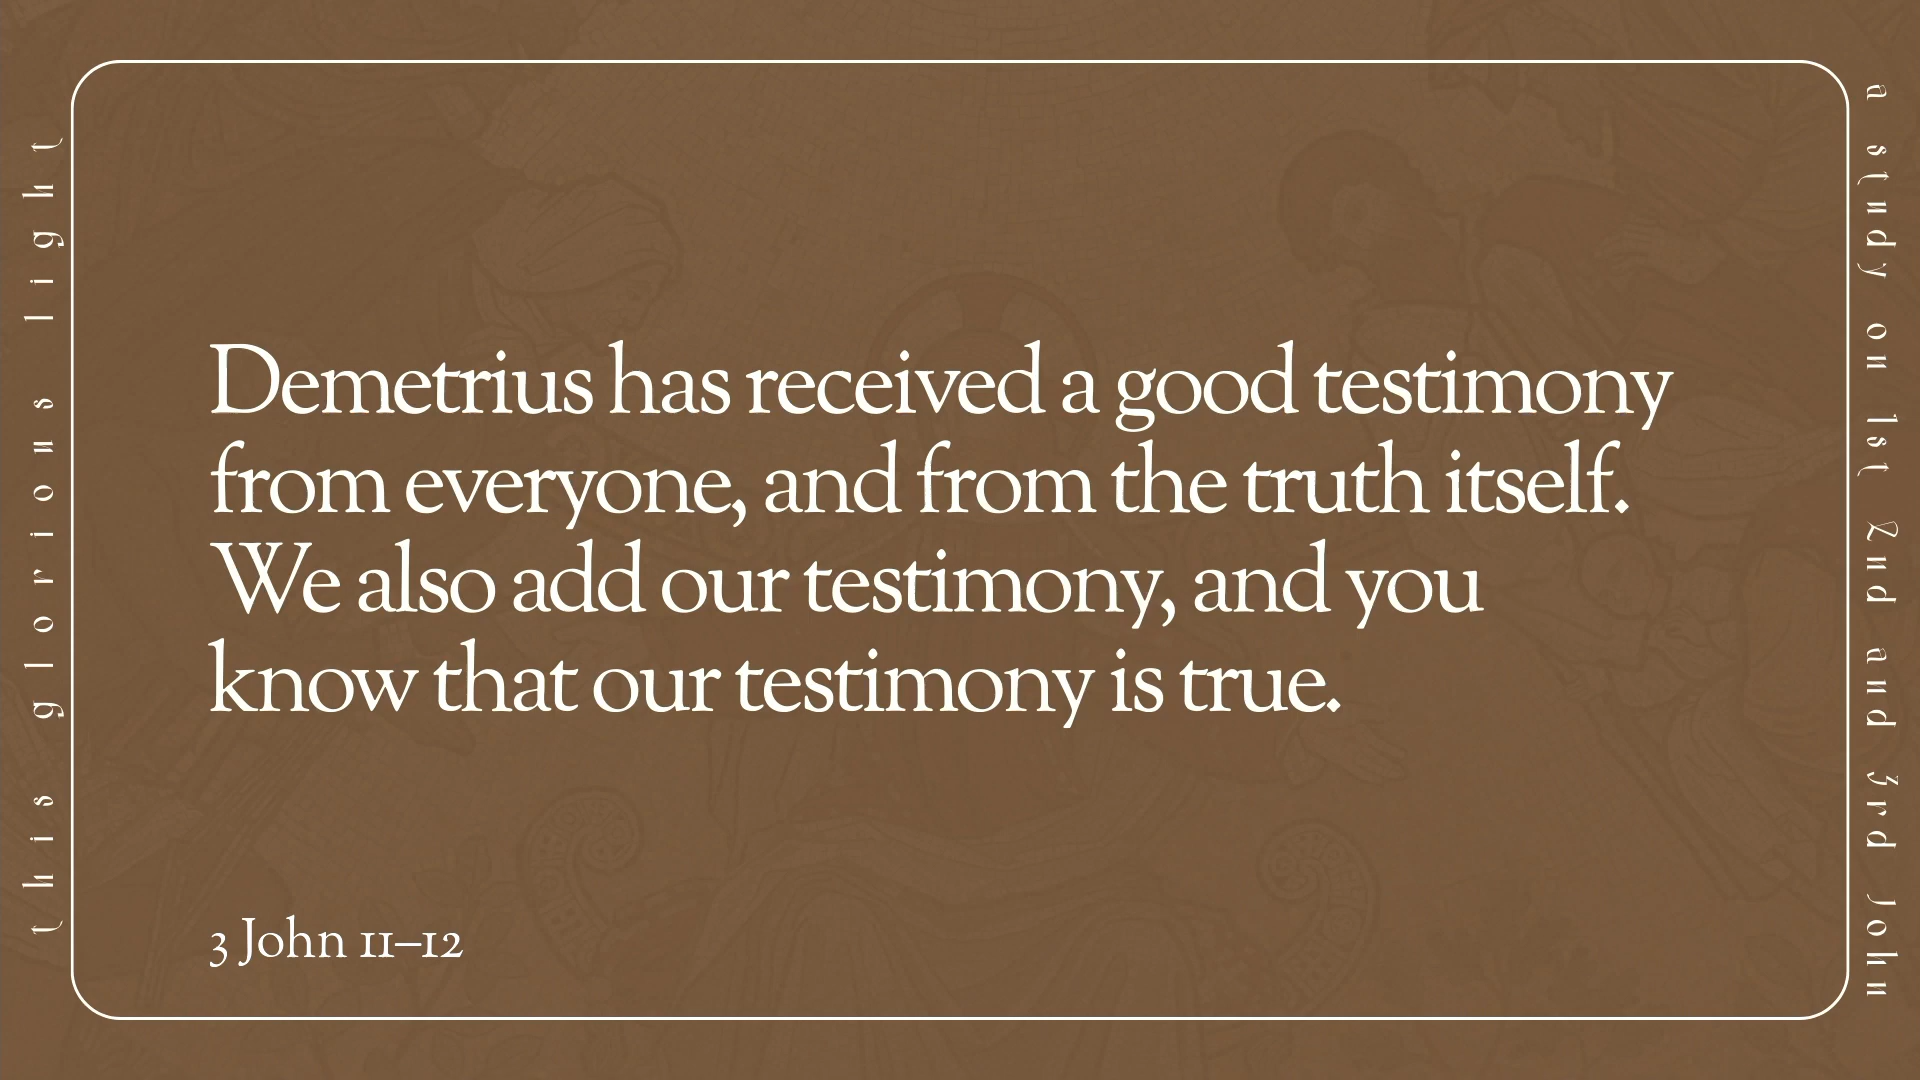 this glorious light
Demetrius has received a good testimony
from everyone, and from the truth itself.
We also add our testimony, and you
know that our testimony is true.
3 John 11–12
a study on 1st 2nd and 3rd John